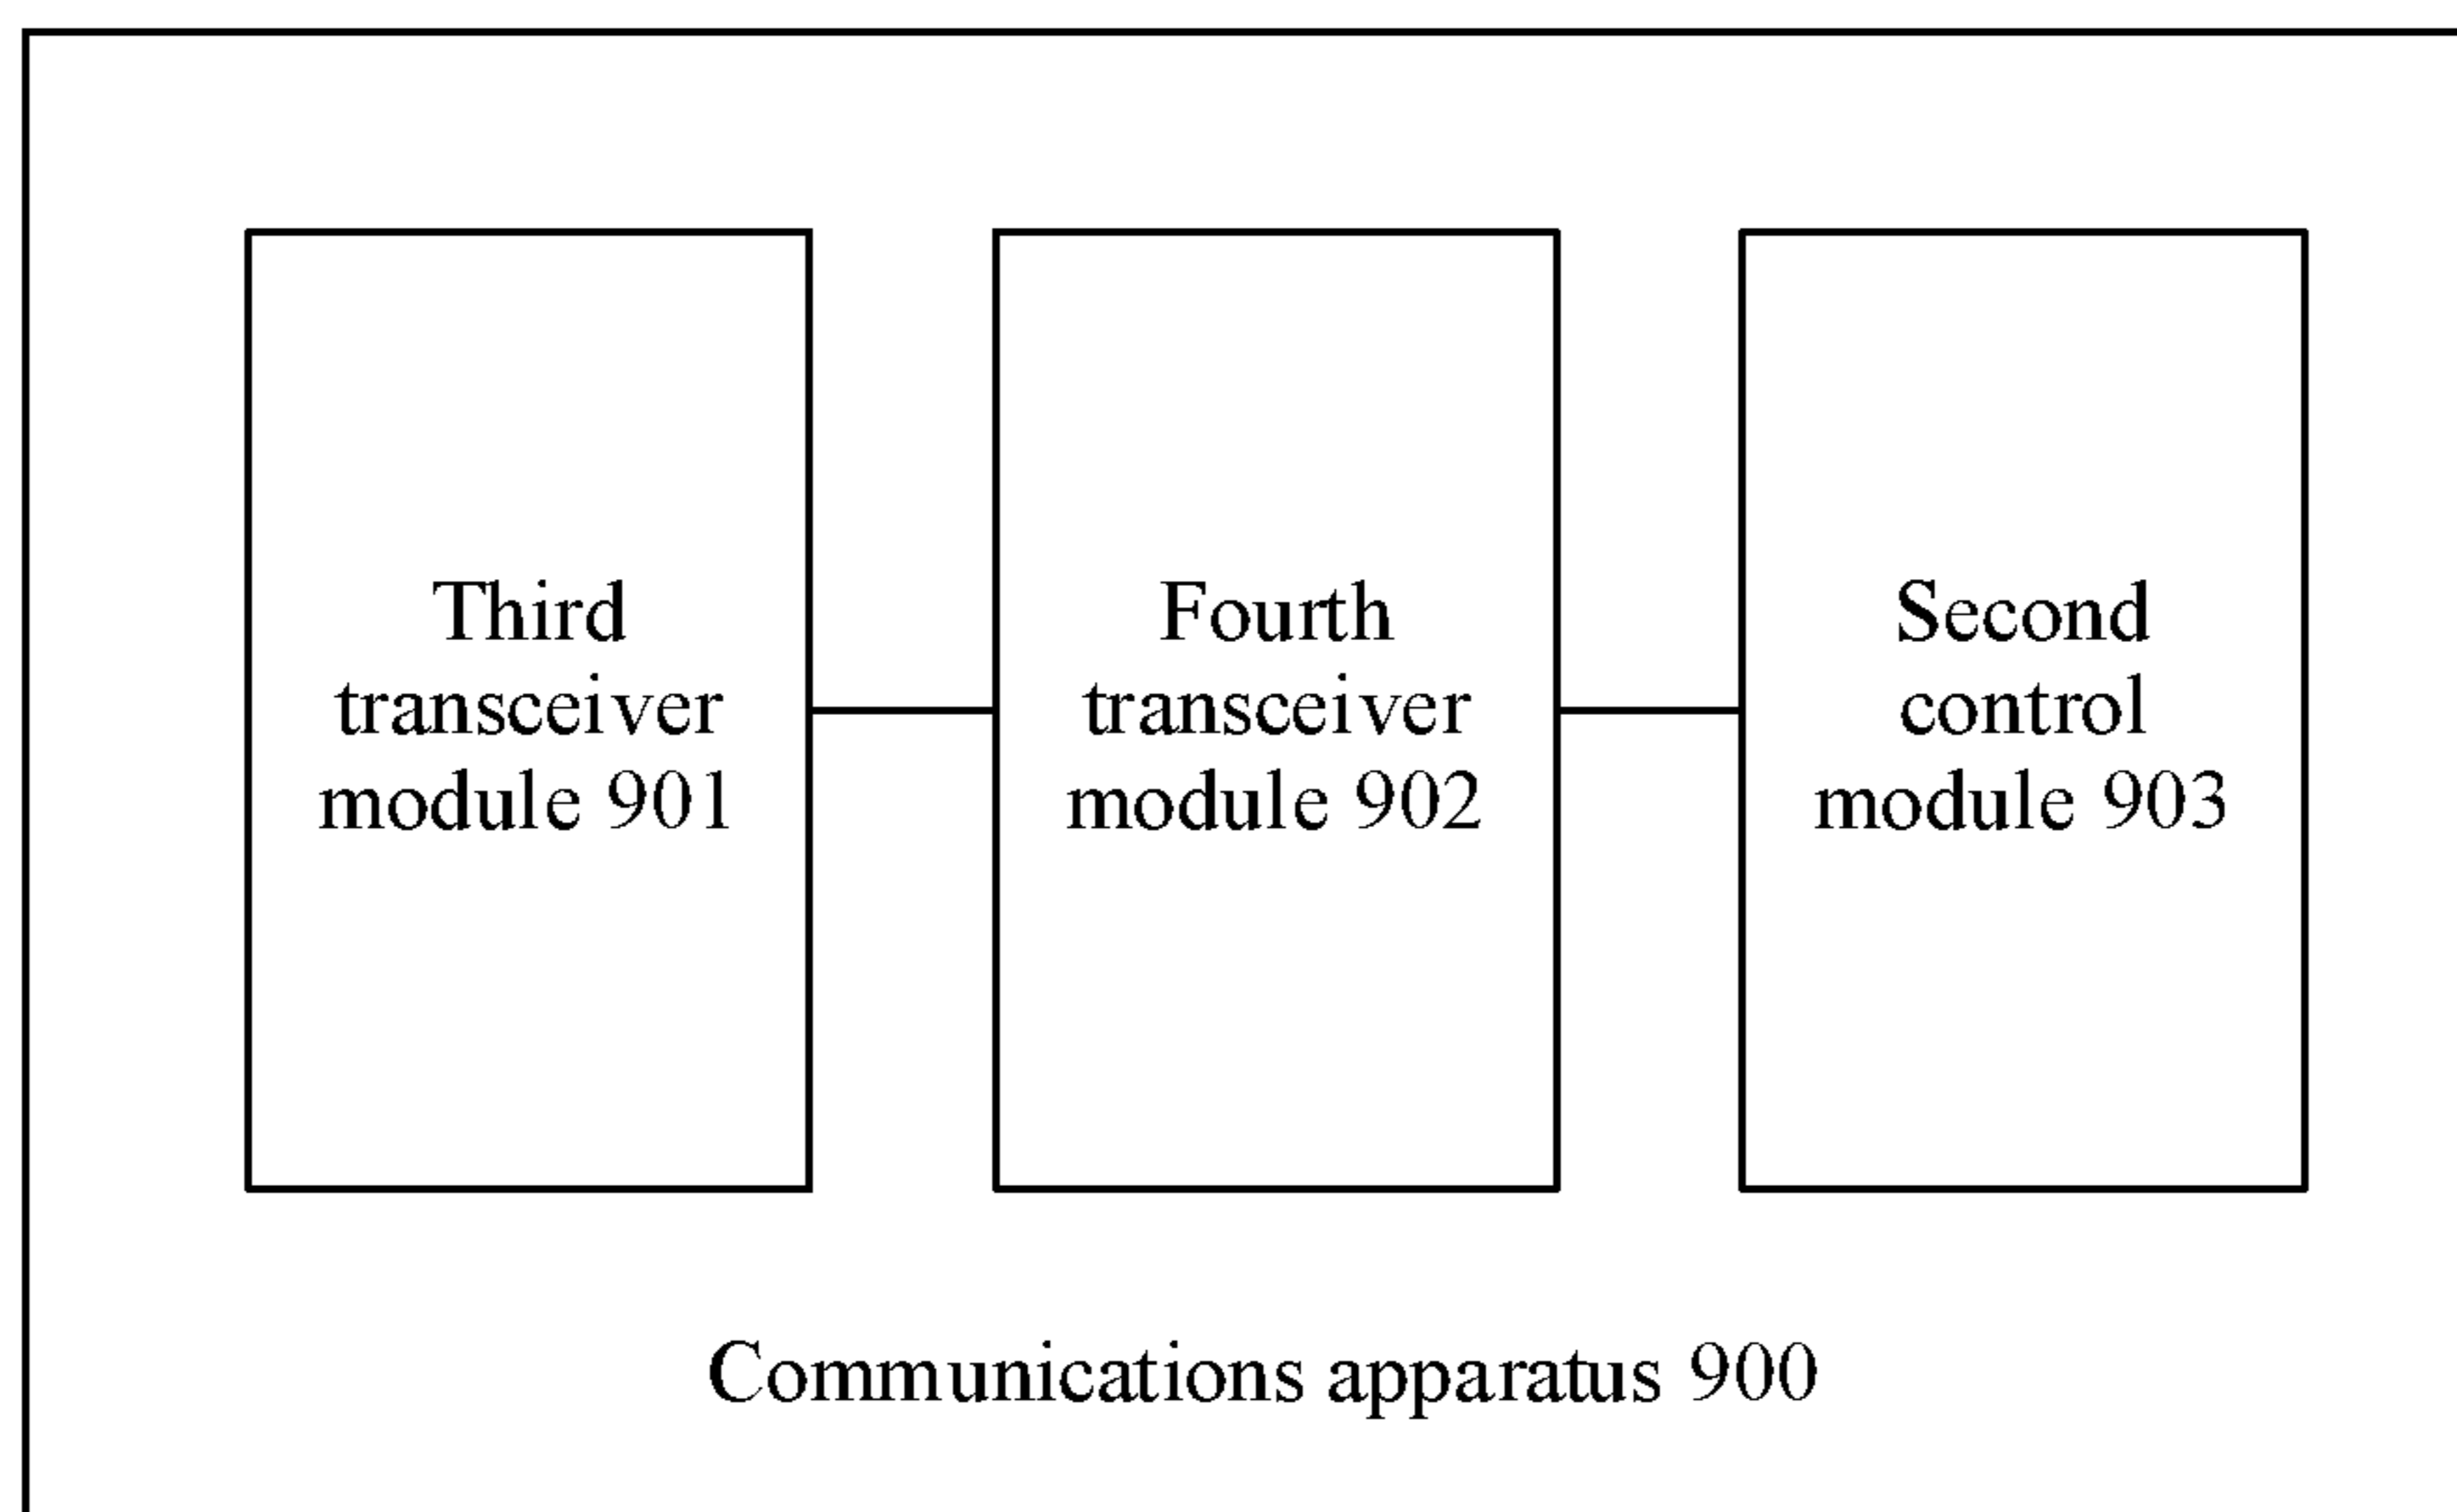 Third
transceiver
module 901
Fourth
transceiver
module 902
Second
control
module 903
Communications apparatus 900